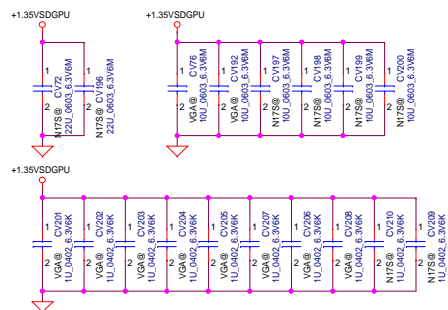 +1.35VSDGPU
1
2
N17S@
CV72
22U_0603_6.3V6M
1
2
N17S@
CV196
22U_0603_6.3V6M
+1.35VSDGPU
1
2
VGA@
CV76
10U_0603_6.3V6M
1
2
VGA@
CV192
10U_0603_6.3V6M
1
2
N17S@
CV197
10U_0603_6.3V6M
1
2
N17S@
CV198
10U_0603_6.3V6M
1
2
N17S@
CV199
10U_0603_6.3V6M
1
2
N17S@
CV200
10U_0603_6.3V6M
+1.35VSDGPU
1
2
VGA@
CV201
1U_0402_6.3V6K
1
2
VGA@
CV202
1U_0402_6.3V6K
1
2
VGA@
CV203
1U_0402_6.3V6K
1
2
VGA@
CV204
1U_0402_6.3V6K
1
2
VGA@
CV205
1U_0402_6.3V6K
1
2
VGA@
CV207
1U_0402_6.3V6K
1
2
VGA@
CV206
1U_0402_6.3V6K
1
2
VGA@
CV208
1U_0402_6.3V6K
1
2
N17S@
CV210
1U_0402_6.3V6K
1
2
N17S@
CV209
1U_0402_6.3V6K